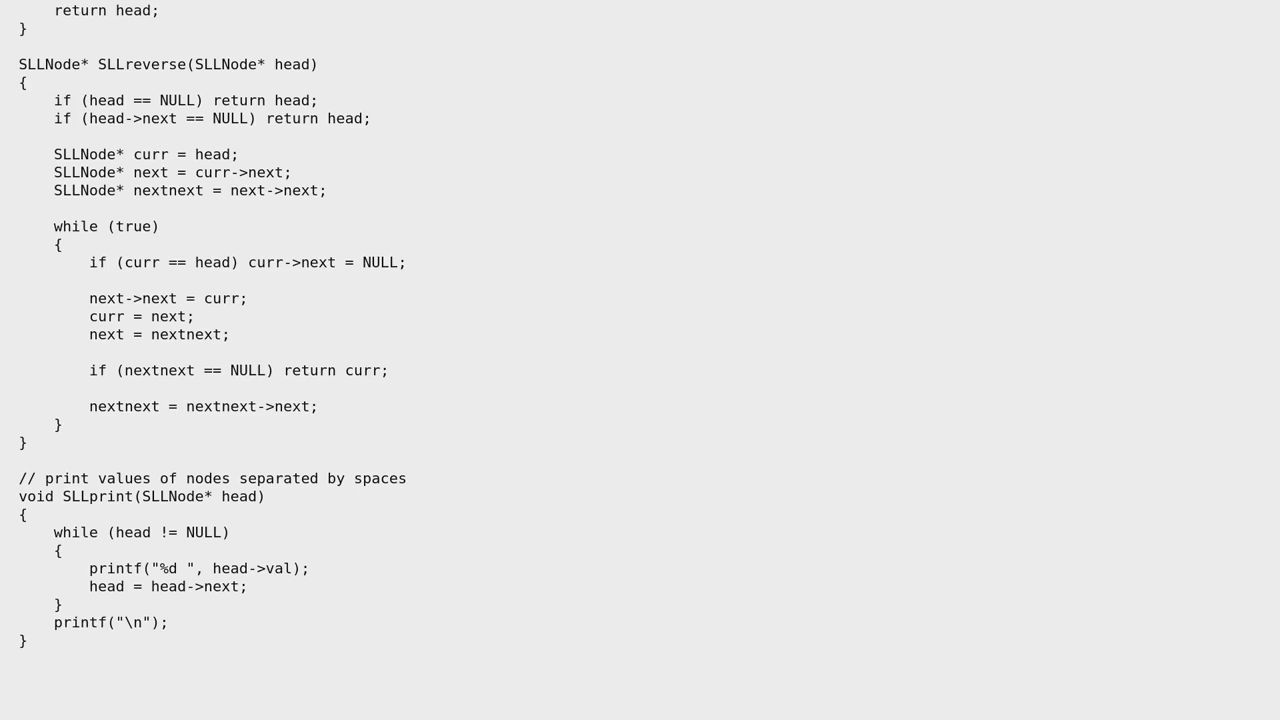 return head;
}

SLLNode* SLLreverse(SLLNode* head)
{
    if (head == NULL) return head;
    if (head->next == NULL) return head;

    SLLNode* curr = head;
    SLLNode* next = curr->next;
    SLLNode* nextnext = next->next;

    while (true)
    {
        if (curr == head) curr->next = NULL;

        next->next = curr;
        curr = next;
        next = nextnext;

        if (nextnext == NULL) return curr;

        nextnext = nextnext->next;
    }
}

// print values of nodes separated by spaces
void SLLprint(SLLNode* head)
{
    while (head != NULL)
    {
        printf("%d ", head->val);
        head = head->next;
    }
    printf("\n");
}